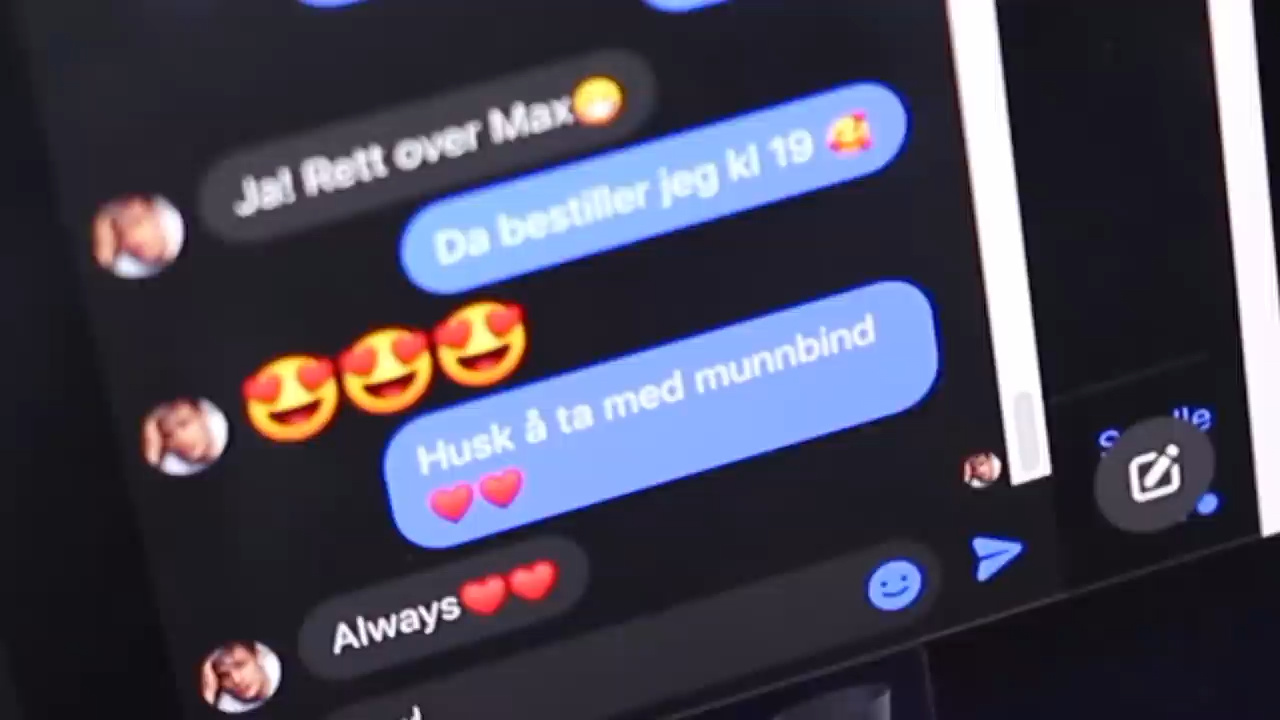 Ja! Rett over Max😁
Da bestiller jeg kl 19 🥰
😍😍😍
Husk å ta med munnbind
❤️❤️
Always❤️❤️